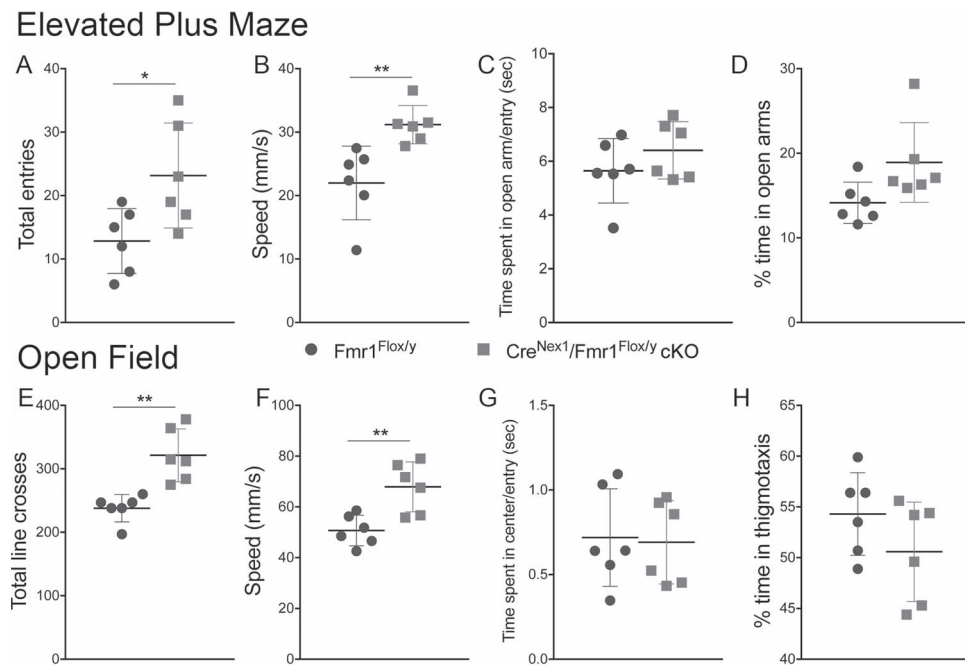 Elevated Plus Maze
A
Total entries
40
30
20
10
0
*
B
Speed (mm/s)
40
30
20
10
0
**
C
Time spent in open arm/entry (sec)
10
8
6
4
2
0
D
% time in open arms
30
20
10
0
Fmr1Flox/y
CreNex1/Fmr1Flox/y cKO
Open Field
E
Total line crosses
400
300
200
100
0
**
F
Speed (mm/s)
100
80
60
40
20
0
**
G
Time spent in center/entry (sec)
1.5
1.0
0.5
0.0
H
% time in thigmotaxis
65
60
55
50
45
40